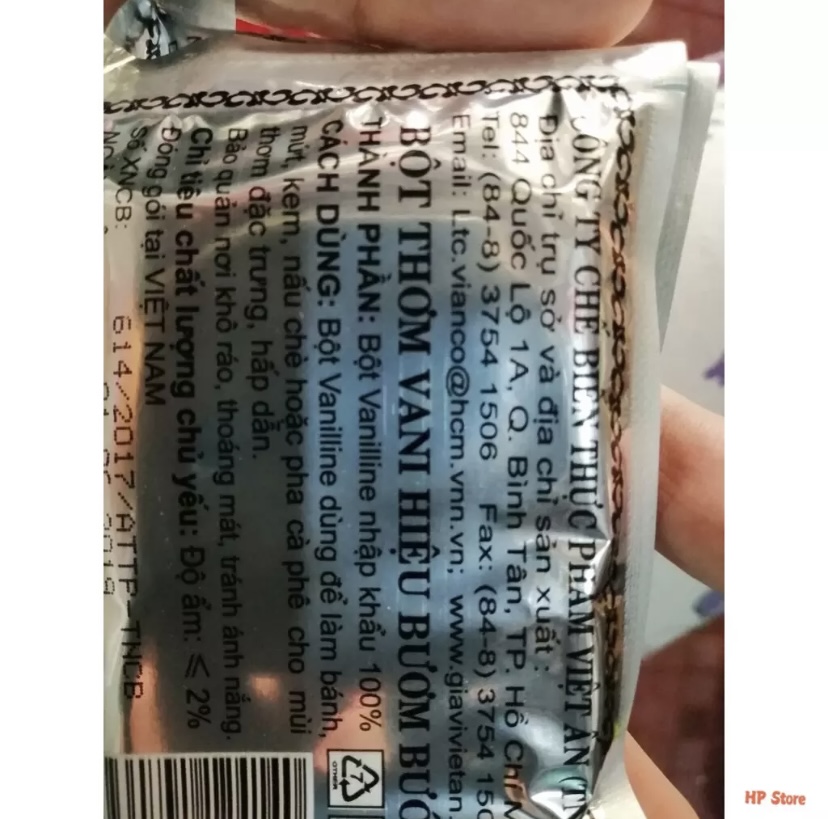 CÔNG TY CHẾ BIẾN THỰC PHẨM VIỆT ẤN
Địa chỉ trụ sở và địa chỉ sản xuất :
844 Quốc Lộ 1A, Q. Bình Tân, TP. Hồ Chí M
Tel: (84-8) 3754 1506 Fax: (84-8) 3754 150
Email: Ltc.vianco@hcm.vnn.vn; www.giavivietan.
BỘT THƠM VANI HIỆU BƯƠM BƯỚ
THÀNH PHẦN: Bột Vanilline nhập khẩu 100%
CÁCH DÙNG: Bột Vanilline dùng để làm bánh,
mứt, kem, nấu chè hoặc pha cà phê cho mùi
thơm đặc trưng, hấp dẫn.
Bảo quản nơi khô ráo, thoáng mát, tránh ánh nắng.
Chỉ tiêu chất lượng chủ yếu: Độ ẩm: ≤ 2%
Đóng gói tại VIỆT NAM
Số XNCB: 614/2017/ATTP-TNCB
7
OTHER
HP Store